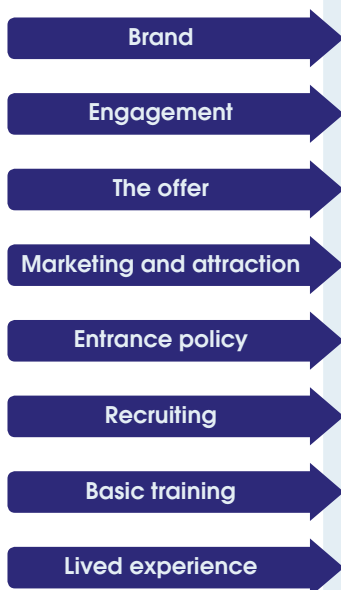 Brand
Engagement
The offer
Marketing and attraction
Entrance policy
Recruiting
Basic training
Lived experience